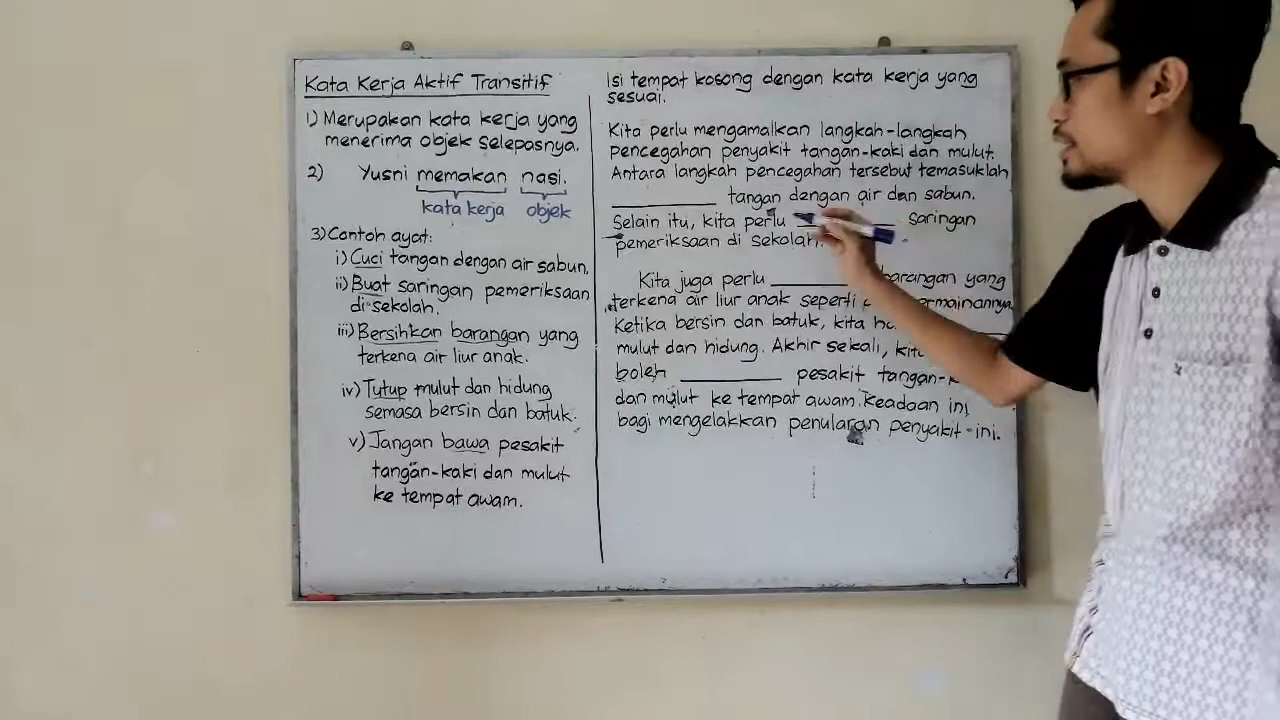 Kata Kerja Aktif Transitif
1) Merupakan kata kerja yang
menerima objek selepasnya.
2) Yusni memakan nasi.
kata kerja objek
3) Contoh ayat:
i) Cuci tangan dengan air sabun.
ii) Buat saringan pemeriksaan
di sekolah.
iii) Bersihkan barangan yang
terkena air liur anak.
iv) Tutup mulut dan hidung
semasa bersin dan batuk.
v) Jangan bawa pesakit
tangan-kaki dan mulut
ke tempat awam.
Isi tempat kosong dengan kata kerja yang
sesuai.
Kita perlu mengamalkan langkah-langkah
pencegahan penyakit tangan-kaki dan mulut.
Antara langkah pencegahan tersebut temasuklah
__________ tangan dengan air dan sabun.
Selain itu, kita perlu __________ saringan
pemeriksaan di sekolah.
Kita juga perlu __________ barangan yang
terkena air liur anak seperti
Ketika bersin dan batuk, kita
mulut dan hidung. Akhir sekali,
boleh __________ pesakit
dan mulut ke tempat awam. Keadaan ini
bagi mengelakkan penularan penyakit ini.